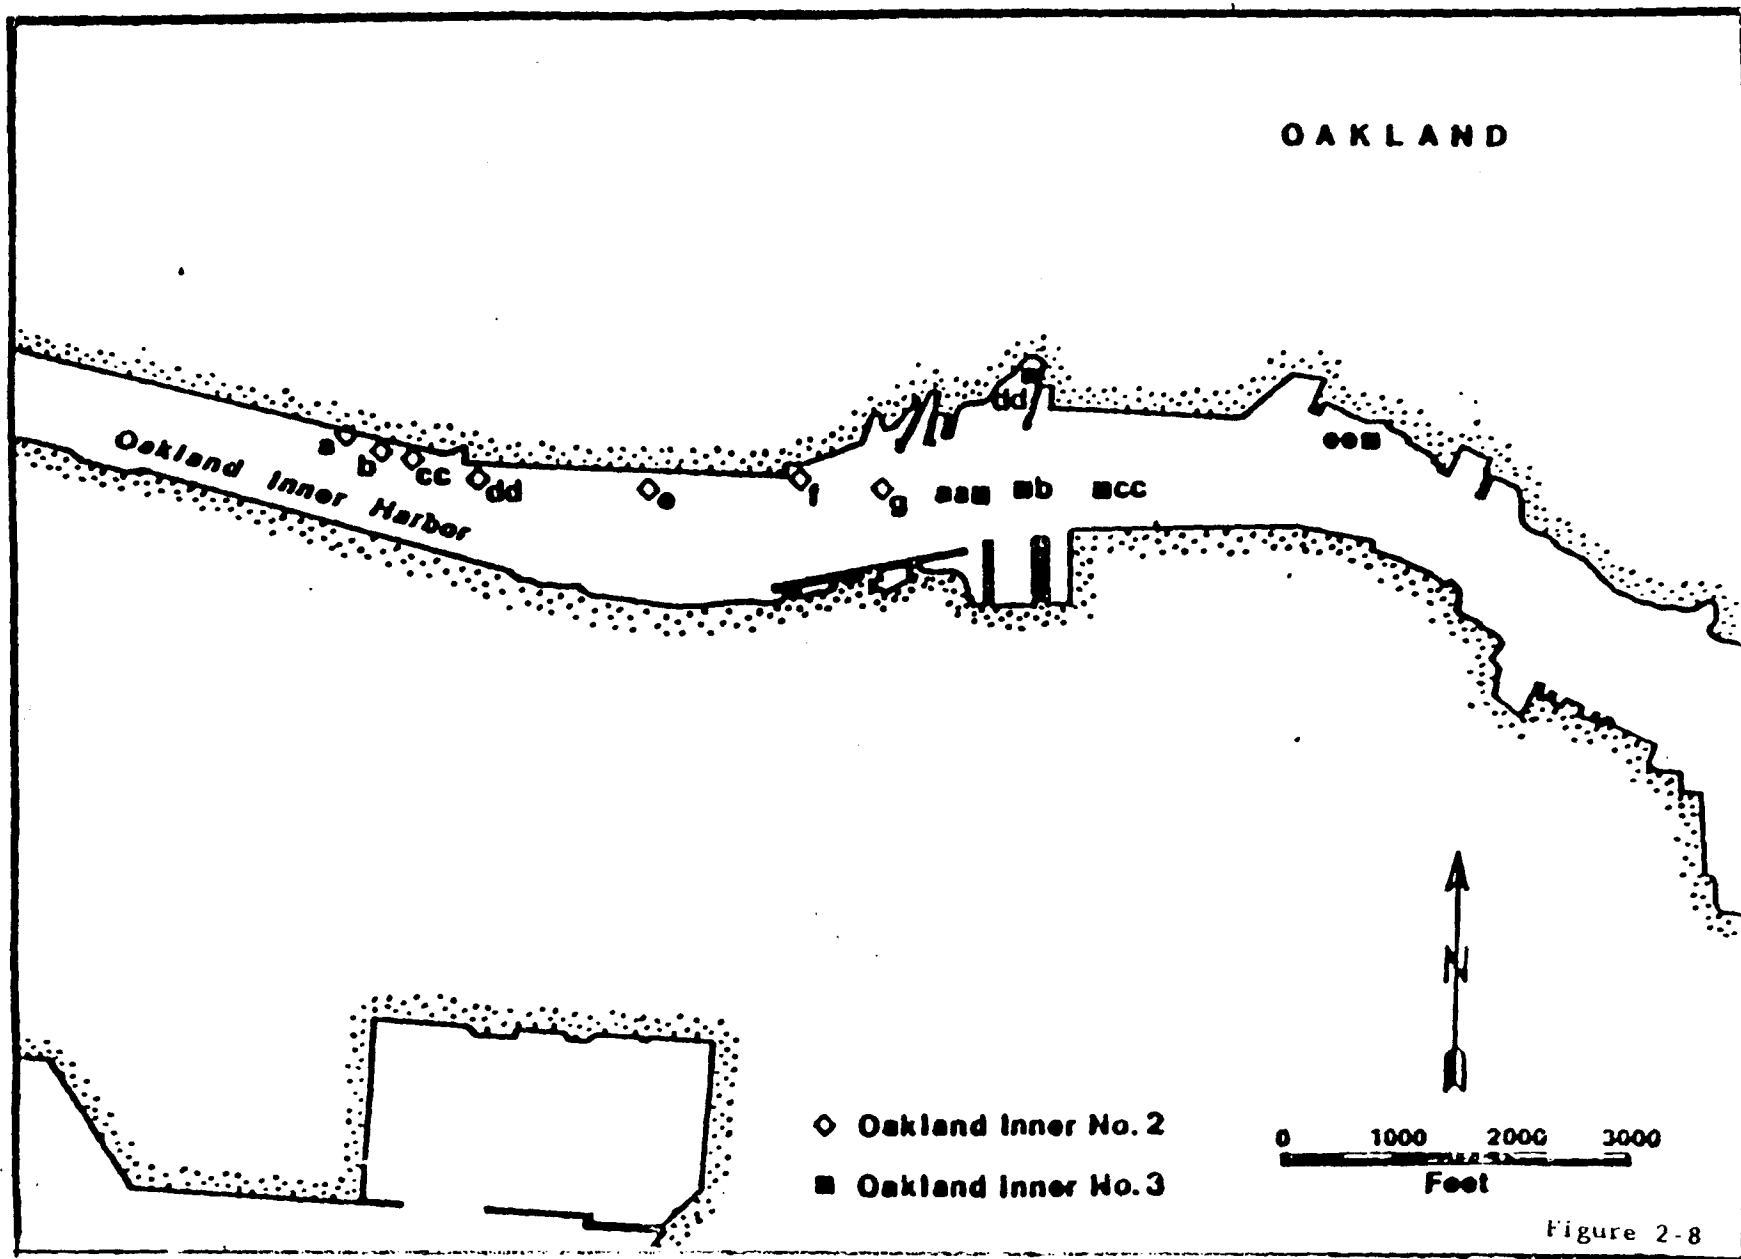 OAKLAND
Oakland Inner Harbor
a
b
cc
dd
e
f
g
aa
b
cc
dd
ee
N
Oakland Inner No. 2
Oakland Inner No. 3
0 1000 2000 3000
Feet
Figure 2-8